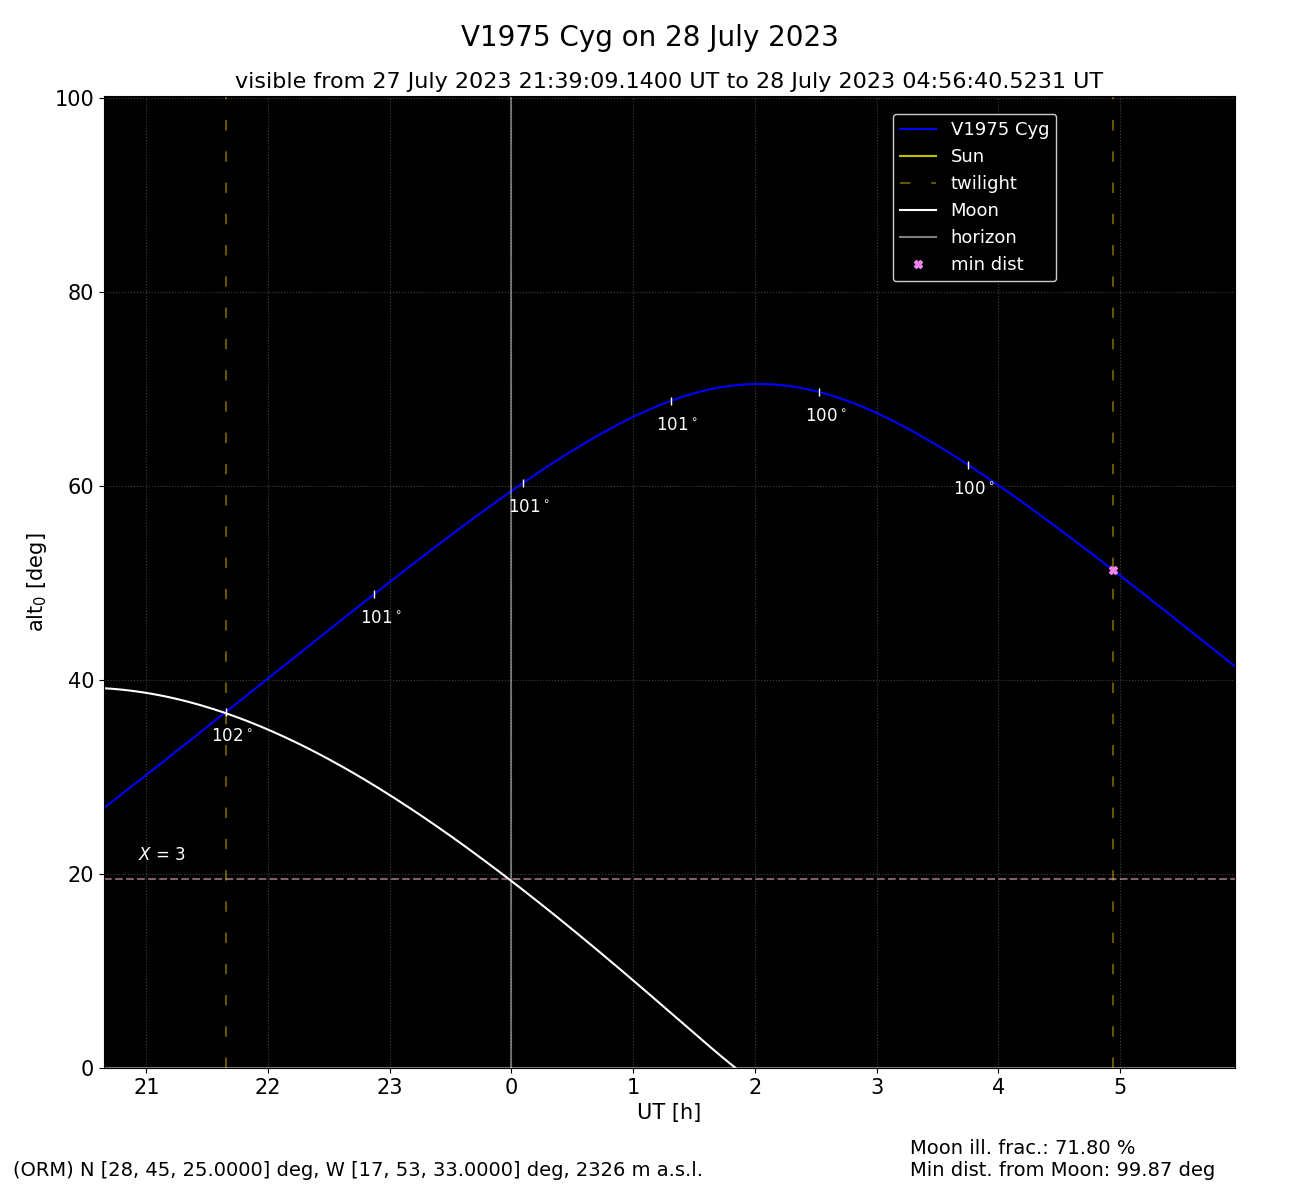 V1975 Cyg on 28 July 2023
visible from 27 July 2023 21:39:09.1400 UT to 28 July 2023 04:56:40.5231 UT
100
80
60
40
20
0
alt0 [deg]
V1975 Cyg
Sun
twilight
Moon
horizon
min dist
101°
100°
101°
100°
101°
102°
X = 3
21 22 23 0 1 2 3 4 5
UT [h]
Moon ill. frac.: 71.80 %
(ORM) N [28, 45, 25.0000] deg, W [17, 53, 33.0000] deg, 2326 m a.s.l.
Min dist. from Moon: 99.87 deg